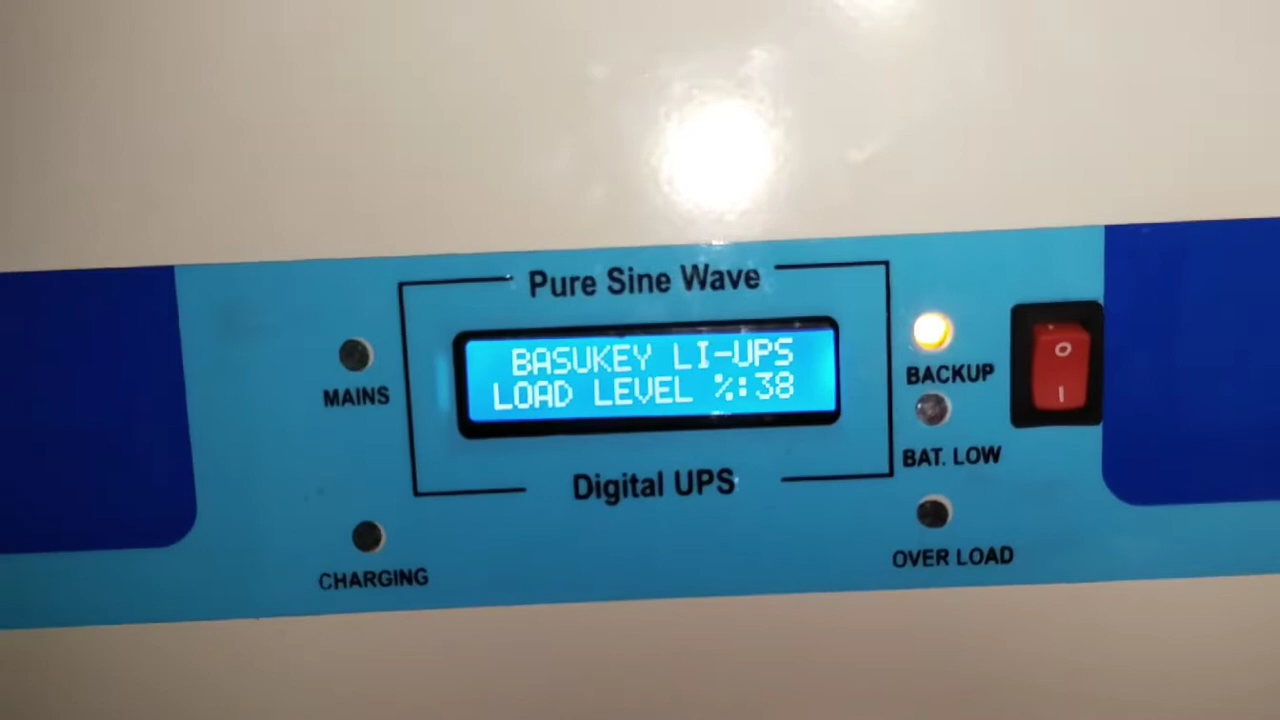 Pure Sine Wave
BASUKEY LI-UPS
LOAD LEVEL %:38
Digital UPS
MAINS
CHARGING
BACKUP
BAT. LOW
OVER LOAD
O
I